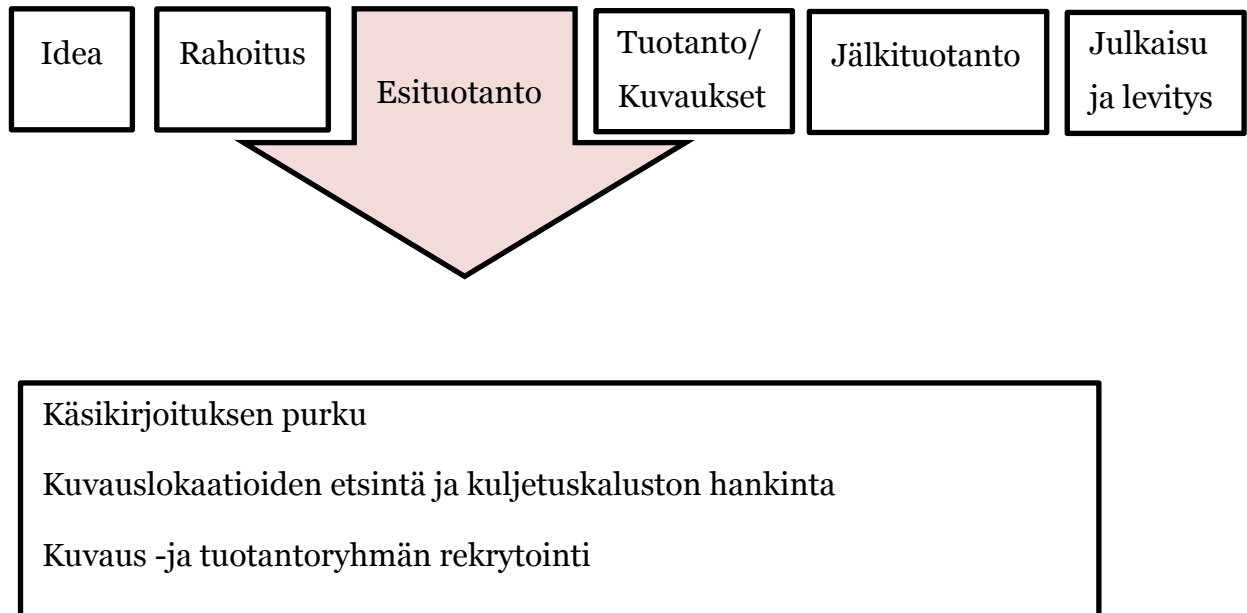 Idea
Rahoitus
Esituotanto
Tuotanto/
Kuvaukset
Jälkituotanto
Julkaisu
ja levitys
Käsikirjoituksen purku
Kuvauslokaatioiden etsintä ja kuljetuskaluston hankinta
Kuvaus -ja tuotantoryhmän rekrytointi